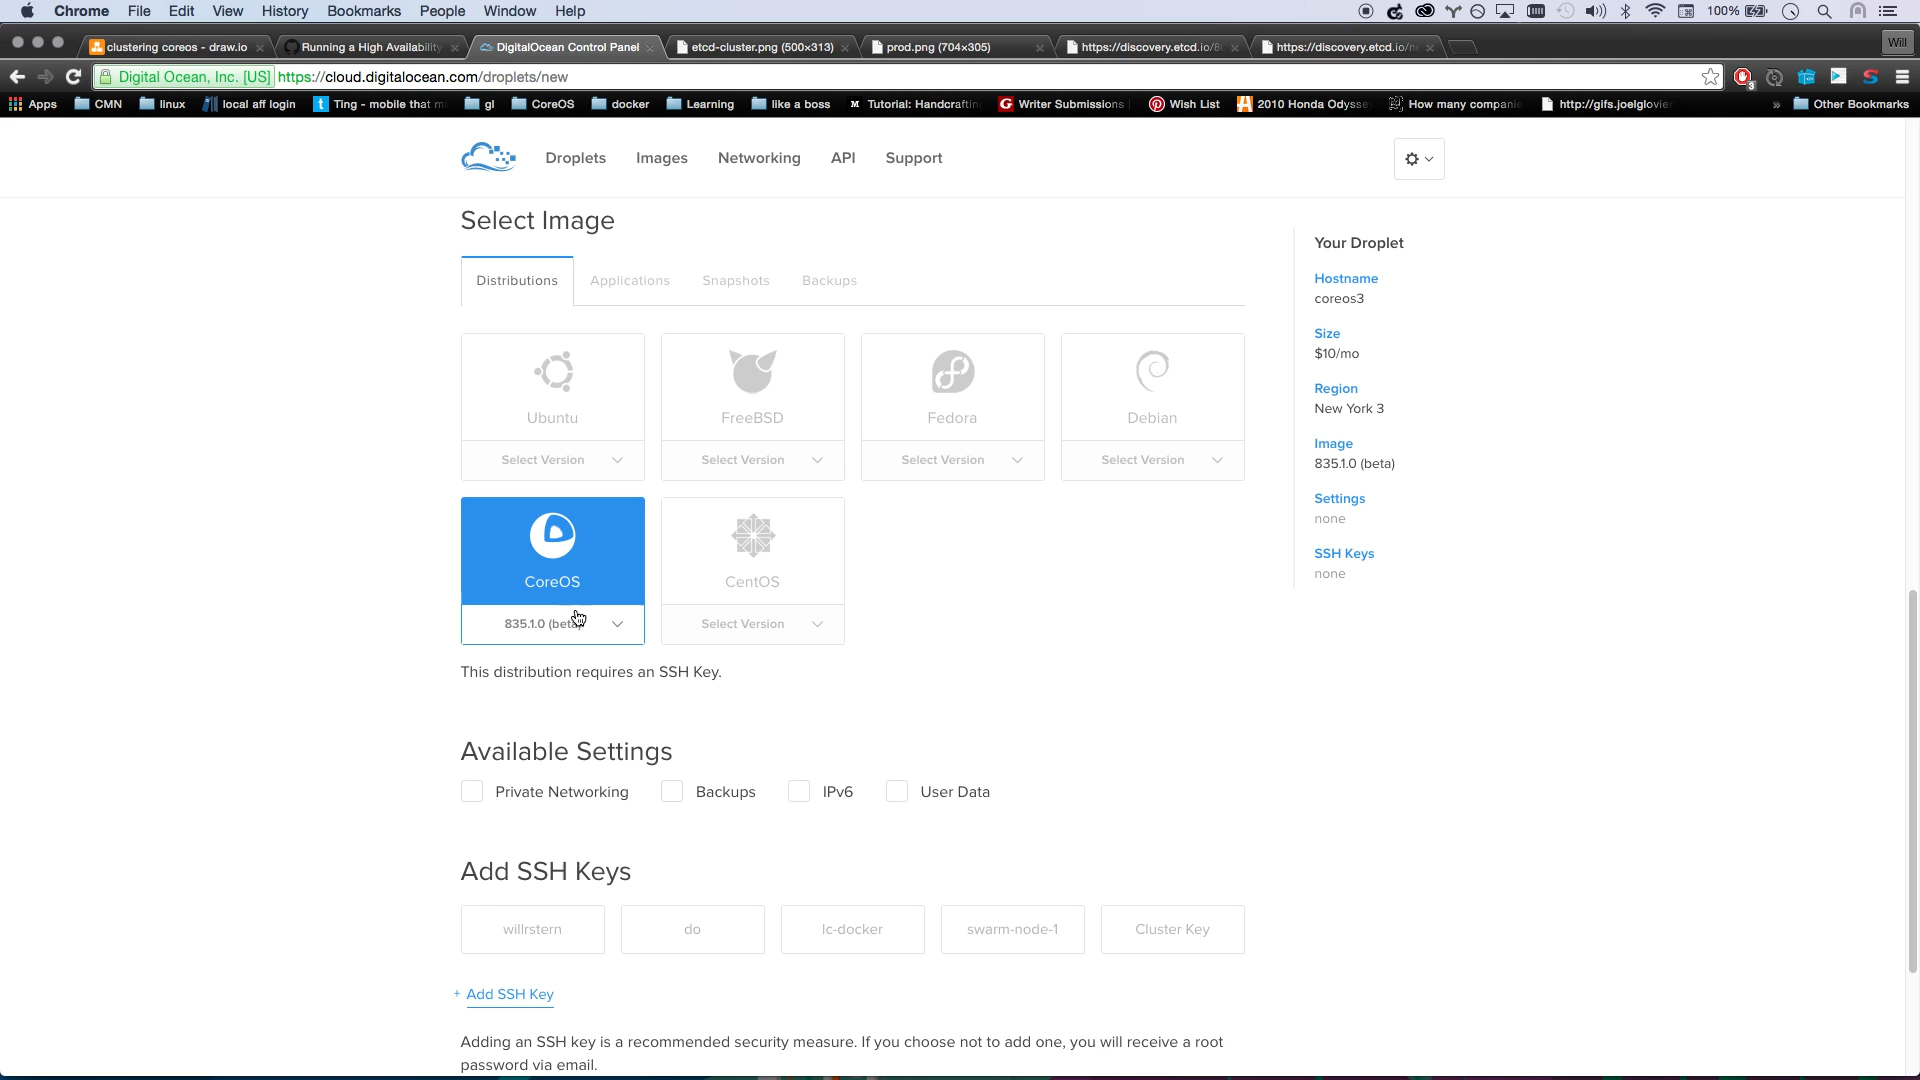 Chrome File Edit View History Bookmarks People Window Help 100%
clustering coreos - draw.io Running a High Availability DigitalOcean Control Panel etcd-cluster.png (500×313) prod.png (704×305) https://discovery.etcd.io/8 https://discovery.etcd.io/n Will
Digital Ocean, Inc. [US] https://cloud.digitalocean.com/droplets/new 3
Apps CMN linux local aff login Ting - mobile that m gl CoreOS docker Learning like a boss Tutorial: Handcraftin Writer Submissions Wish List 2010 Honda Odysse How many compani http://gifs.joelglovie » Other Bookmarks
Droplets Images Networking API Support
Select Image
Distributions Applications Snapshots Backups
Ubuntu FreeBSD Fedora Debian
Select Version Select Version Select Version Select Version
CoreOS CentOS
835.1.0 (beta) Select Version
This distribution requires an SSH Key.
Your Droplet
Hostname
coreos3
Size
$10/mo
Region
New York 3
Image
835.1.0 (beta)
Settings
none
SSH Keys
none
Available Settings
Private Networking Backups IPv6 User Data
Add SSH Keys
willrstern do lc-docker swarm-node-1 Cluster Key
+ Add SSH Key
Adding an SSH key is a recommended security measure. If you choose not to add one, you will receive a root
password via email.